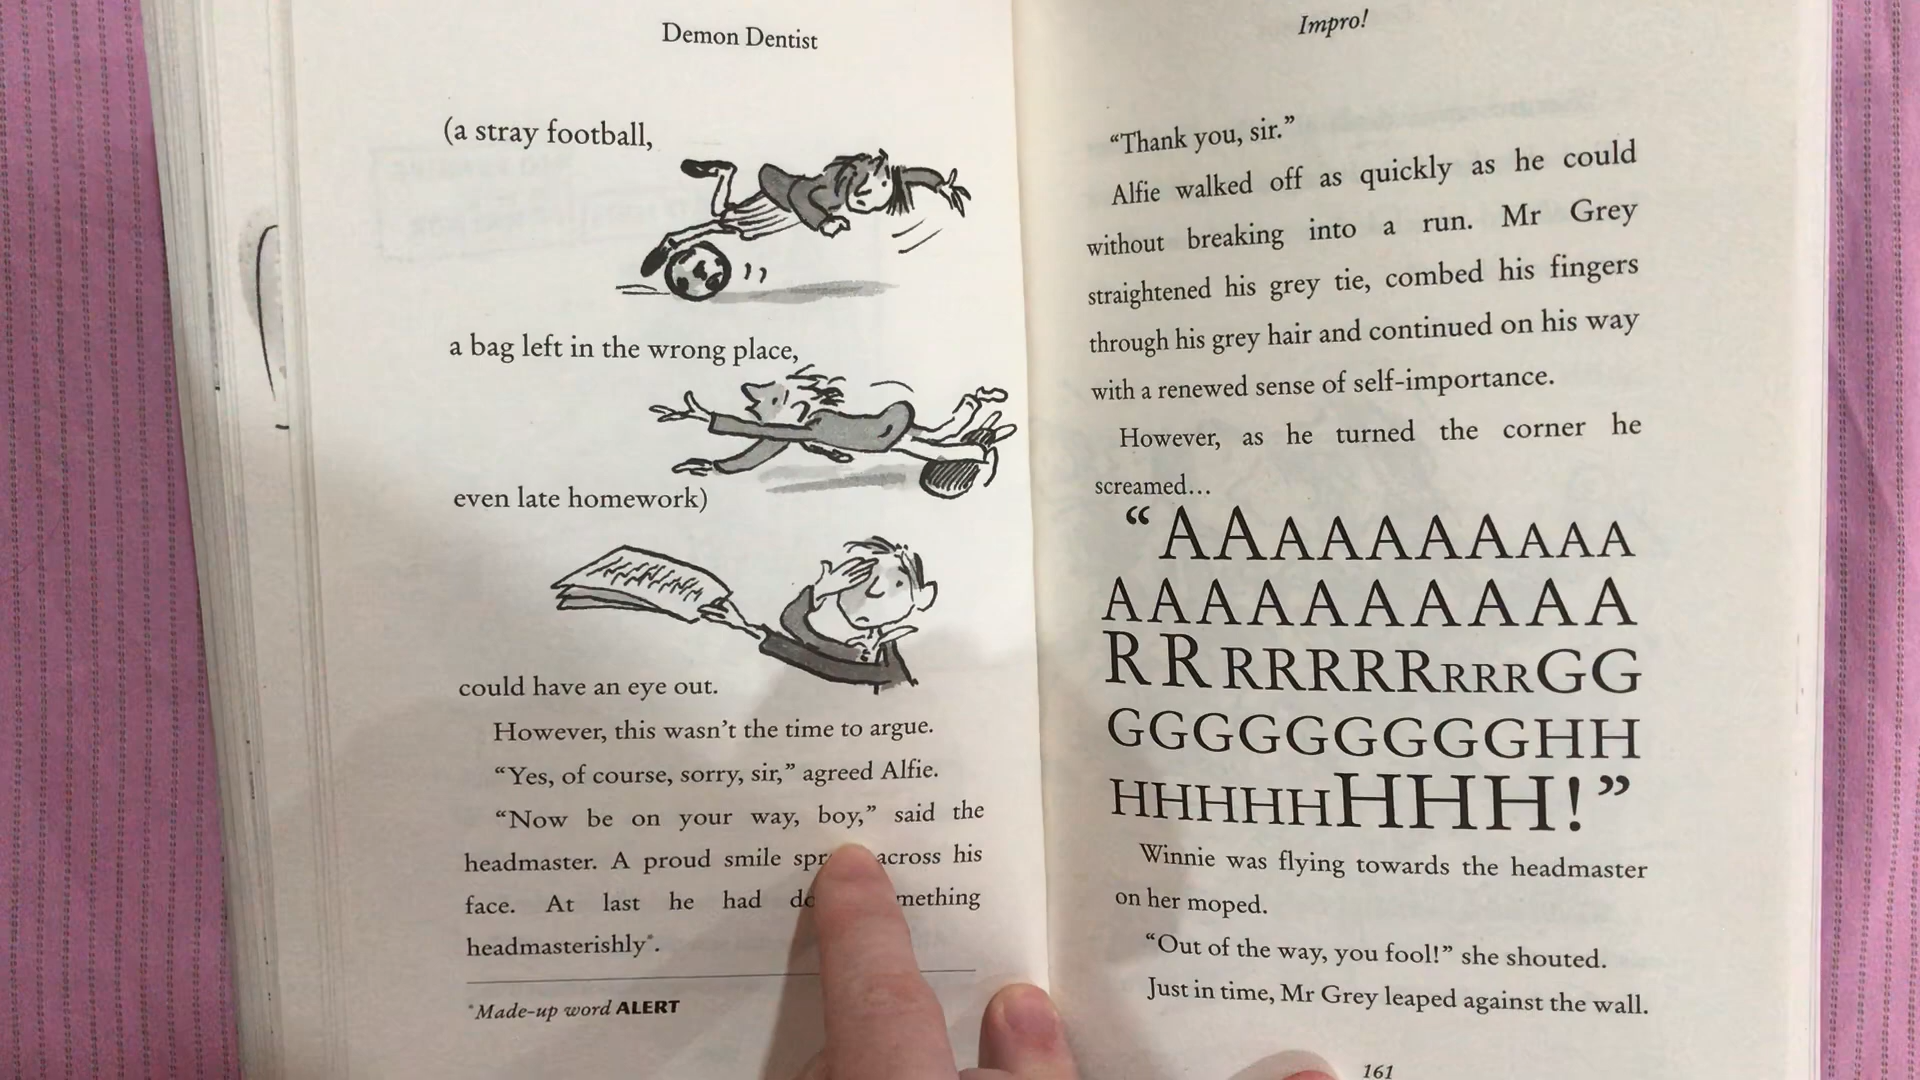 Demon Dentist
(a stray football,
a bag left in the wrong place,
even late homework)
could have an eye out.
However, this wasn't the time to argue.
“Yes, of course, sorry, sir,” agreed Alfie.
“Now be on your way, boy,” said the
headmaster. A proud smile across his
face. At last he had
headmasterishly*.
*Made-up word ALERT
Impro!
“Thank you, sir.”
Alfie walked off as quickly as he could
without breaking into a run. Mr Grey
straightened his grey tie, combed his fingers
through his grey hair and continued on his way
with a renewed sense of self-importance.
However, as he turned the corner he
screamed...
“AAAAAAAAAAA
AAAAAAAAAAAA
RRRRRRRRRRRGG
GGGGGGGGGGHH
HHHHHHHHH!”
Winnie was flying towards the headmaster
on her moped.
“Out of the way, you fool!” she shouted.
Just in time, Mr Grey leaped against the wall.
161